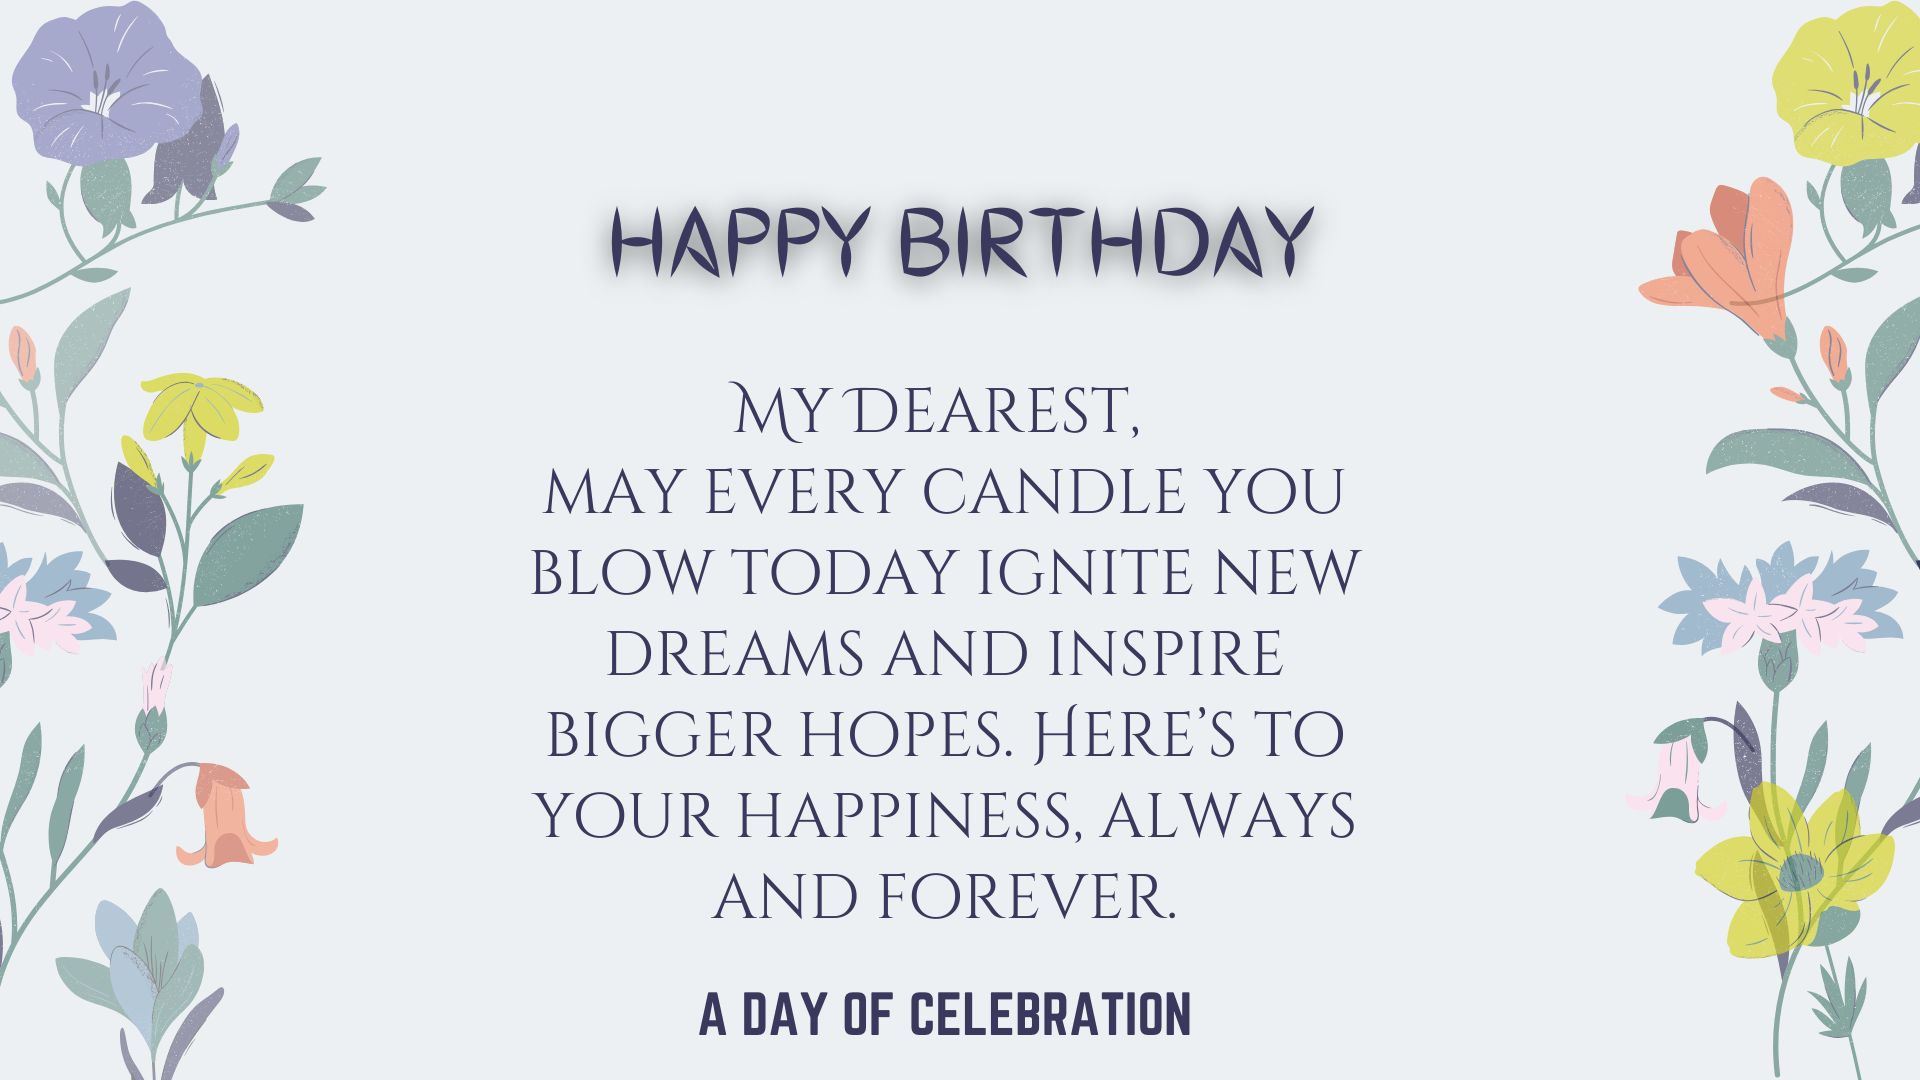 HAPPY BIRTHDAY
My Dearest,
may every candle you
blow today ignite new
dreams and inspire
bigger hopes. Here’s to
your happiness, always
and forever.
A DAY OF CELEBRATION